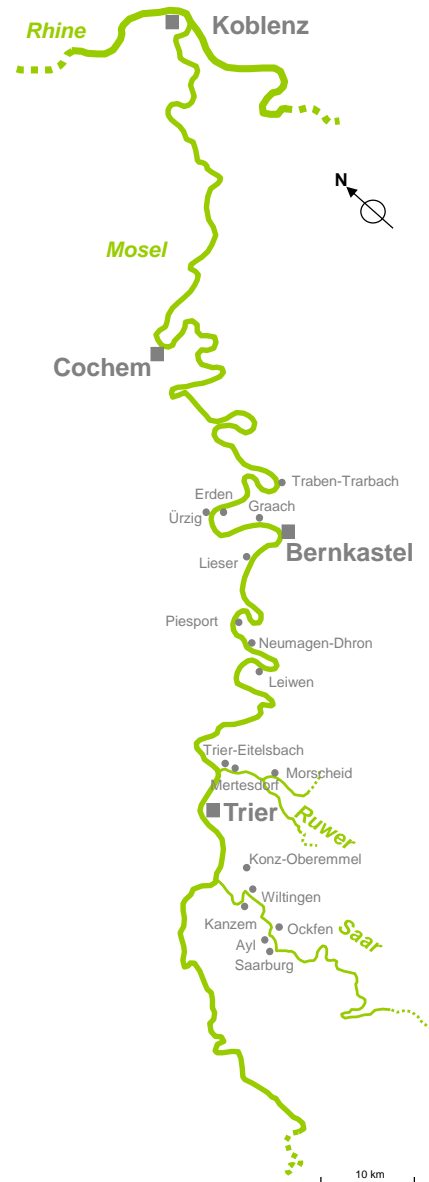 Koblenz
Rhine
N
Mosel
Cochem
Traben-Trarbach
Erden
Graach
Ürzig
Bernkastel
Lieser
Piesport
Neumagen-Dhron
Leiwen
Trier-Eitelsbach
Morscheid
Mertesdorf
Trier
Ruwer
Konz-Oberemmel
Wiltingen
Kanzem
Ockfen
Saar
Ayl
Saarburg
10 km